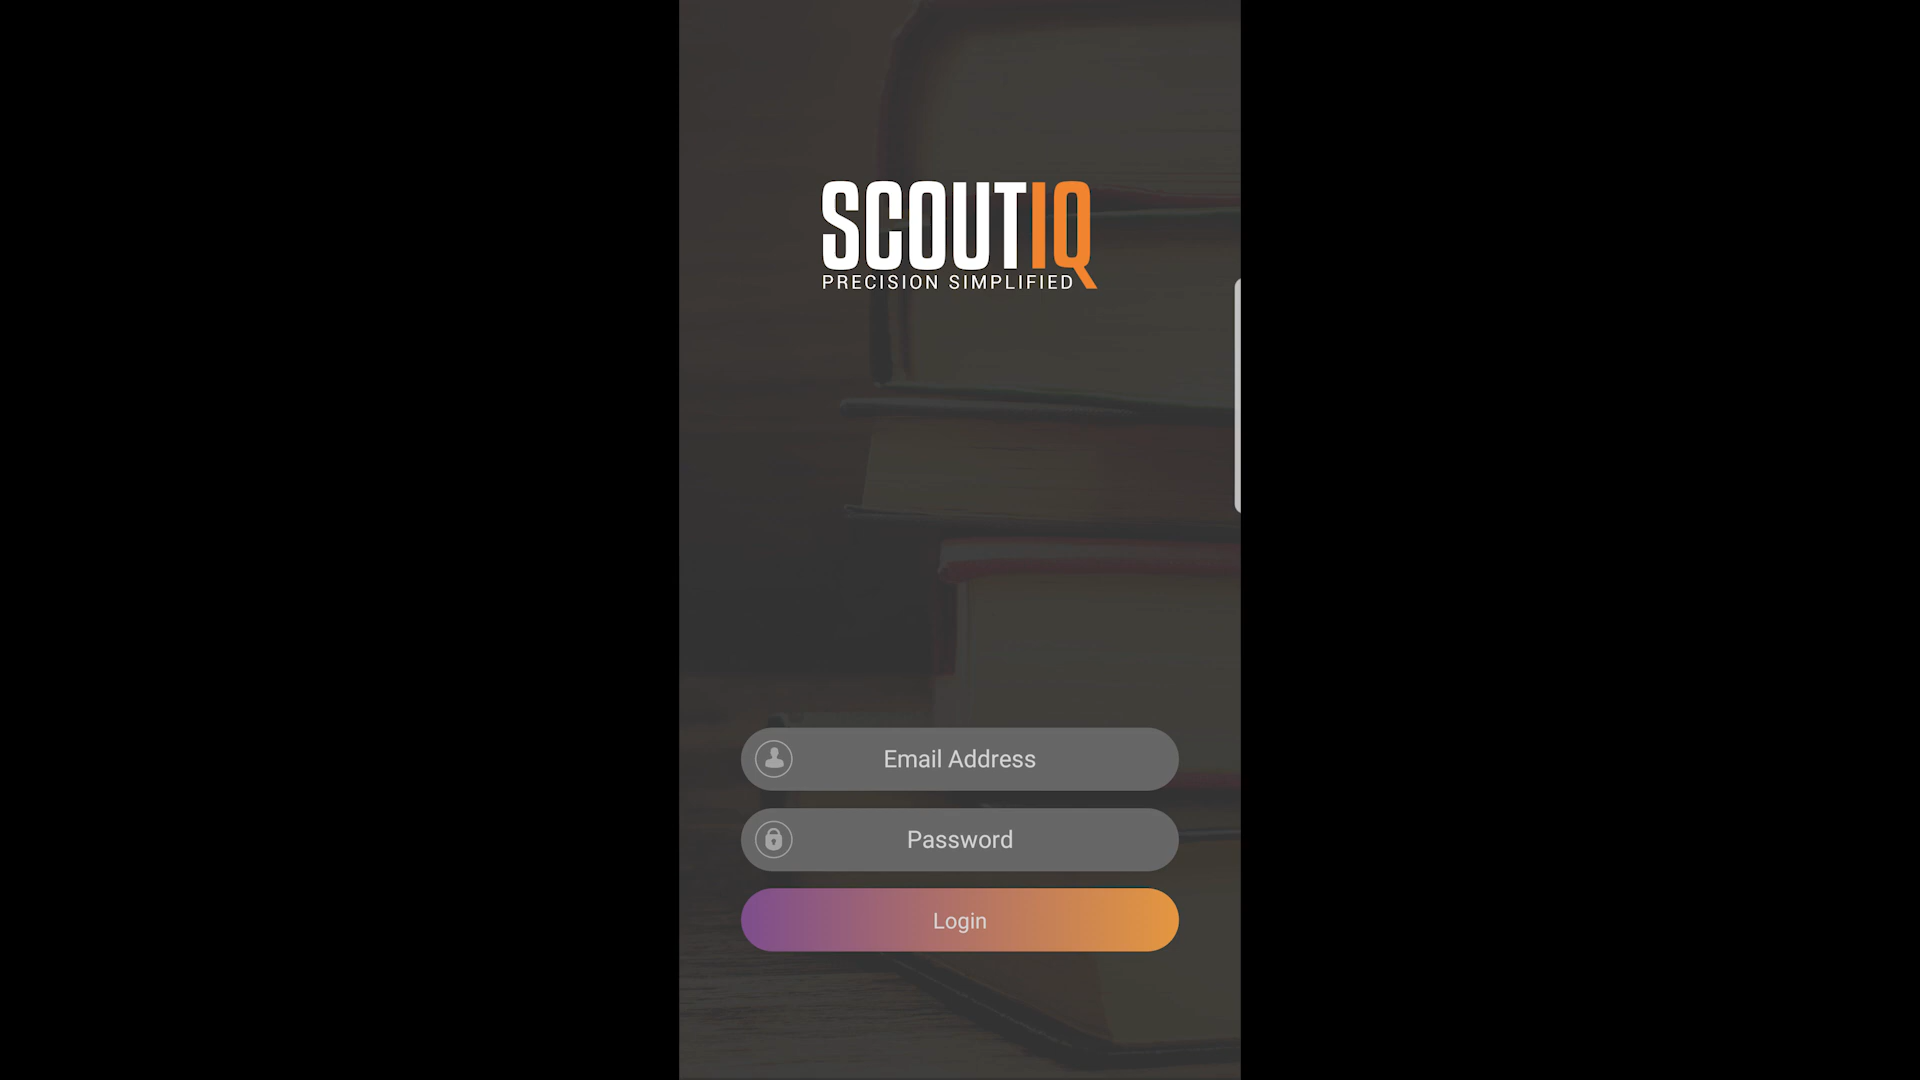 SCOUTIQ
PRECISION SIMPLIFIED
Email Address
Password
Login